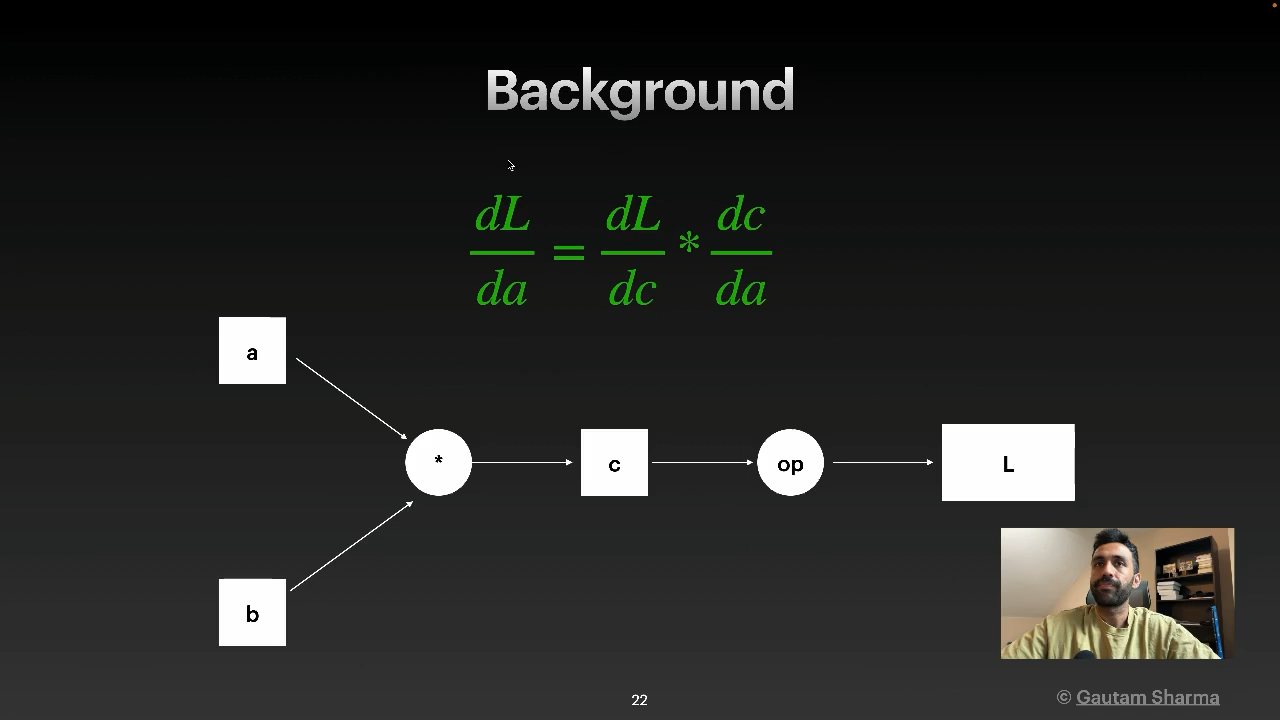 Background
dL/da = dL/dc * dc/da
a
* c op L
b
22
© Gautam Sharma